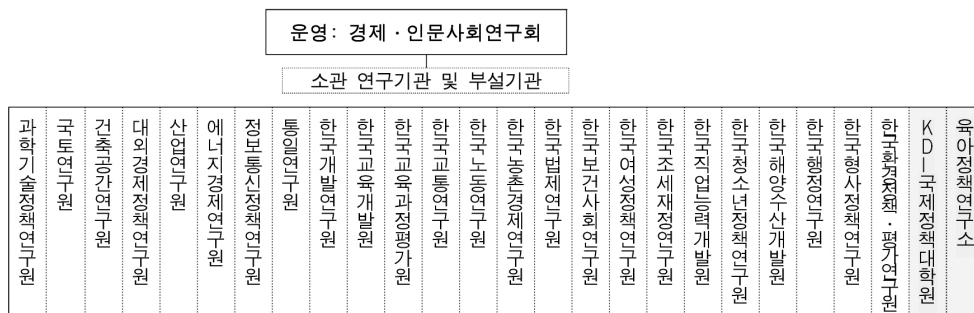 운영: 경제·인문사회연구회
소관 연구기관 및 부설기관
과학기술정책연구원
국토연구원
건축공간연구원
대외경제정책연구원
산업연구원
에너지경제연구원
정보통신정책연구원
통일연구원
한국개발연구원
한국교육개발원
한국교육과정평가원
한국교통연구원
한국노동연구원
한국농촌경제연구원
한국법제연구원
한국보건사회연구원
한국여성정책연구원
한국조세재정연구원
한국직업능력개발원
한국청소년정책연구원
한국해양수산개발원
한국행정연구원
한국형사정책연구원
한국환경정책·평가연구원
KDI국제정책대학원
육아정책연구소